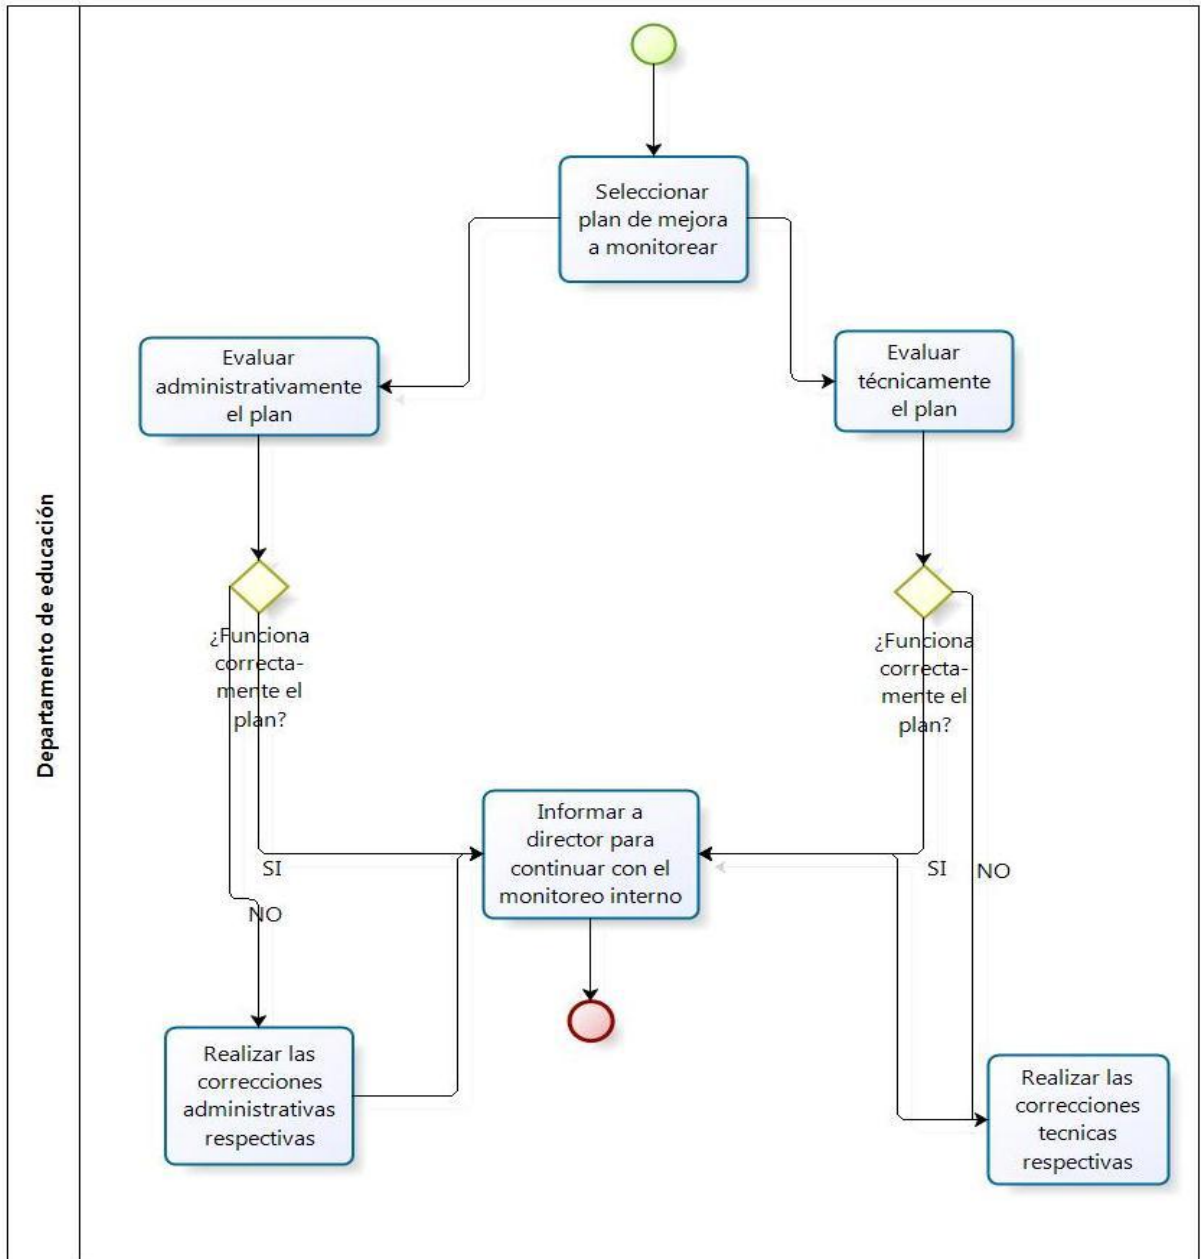 Departamento de educación
Seleccionar
plan de mejora
a monitorear
Evaluar
administrativamente
el plan
Evaluar
técnicamente
el plan
¿Funciona
correcta-
mente el
plan?
¿Funciona
correcta-
mente el
plan?
Informar a
director para
continuar con el
monitoreo interno
SI
NO
SI
NO
Realizar las
correcciones
administrativas
respectivas
Realizar las
correcciones
tecnicas
respectivas